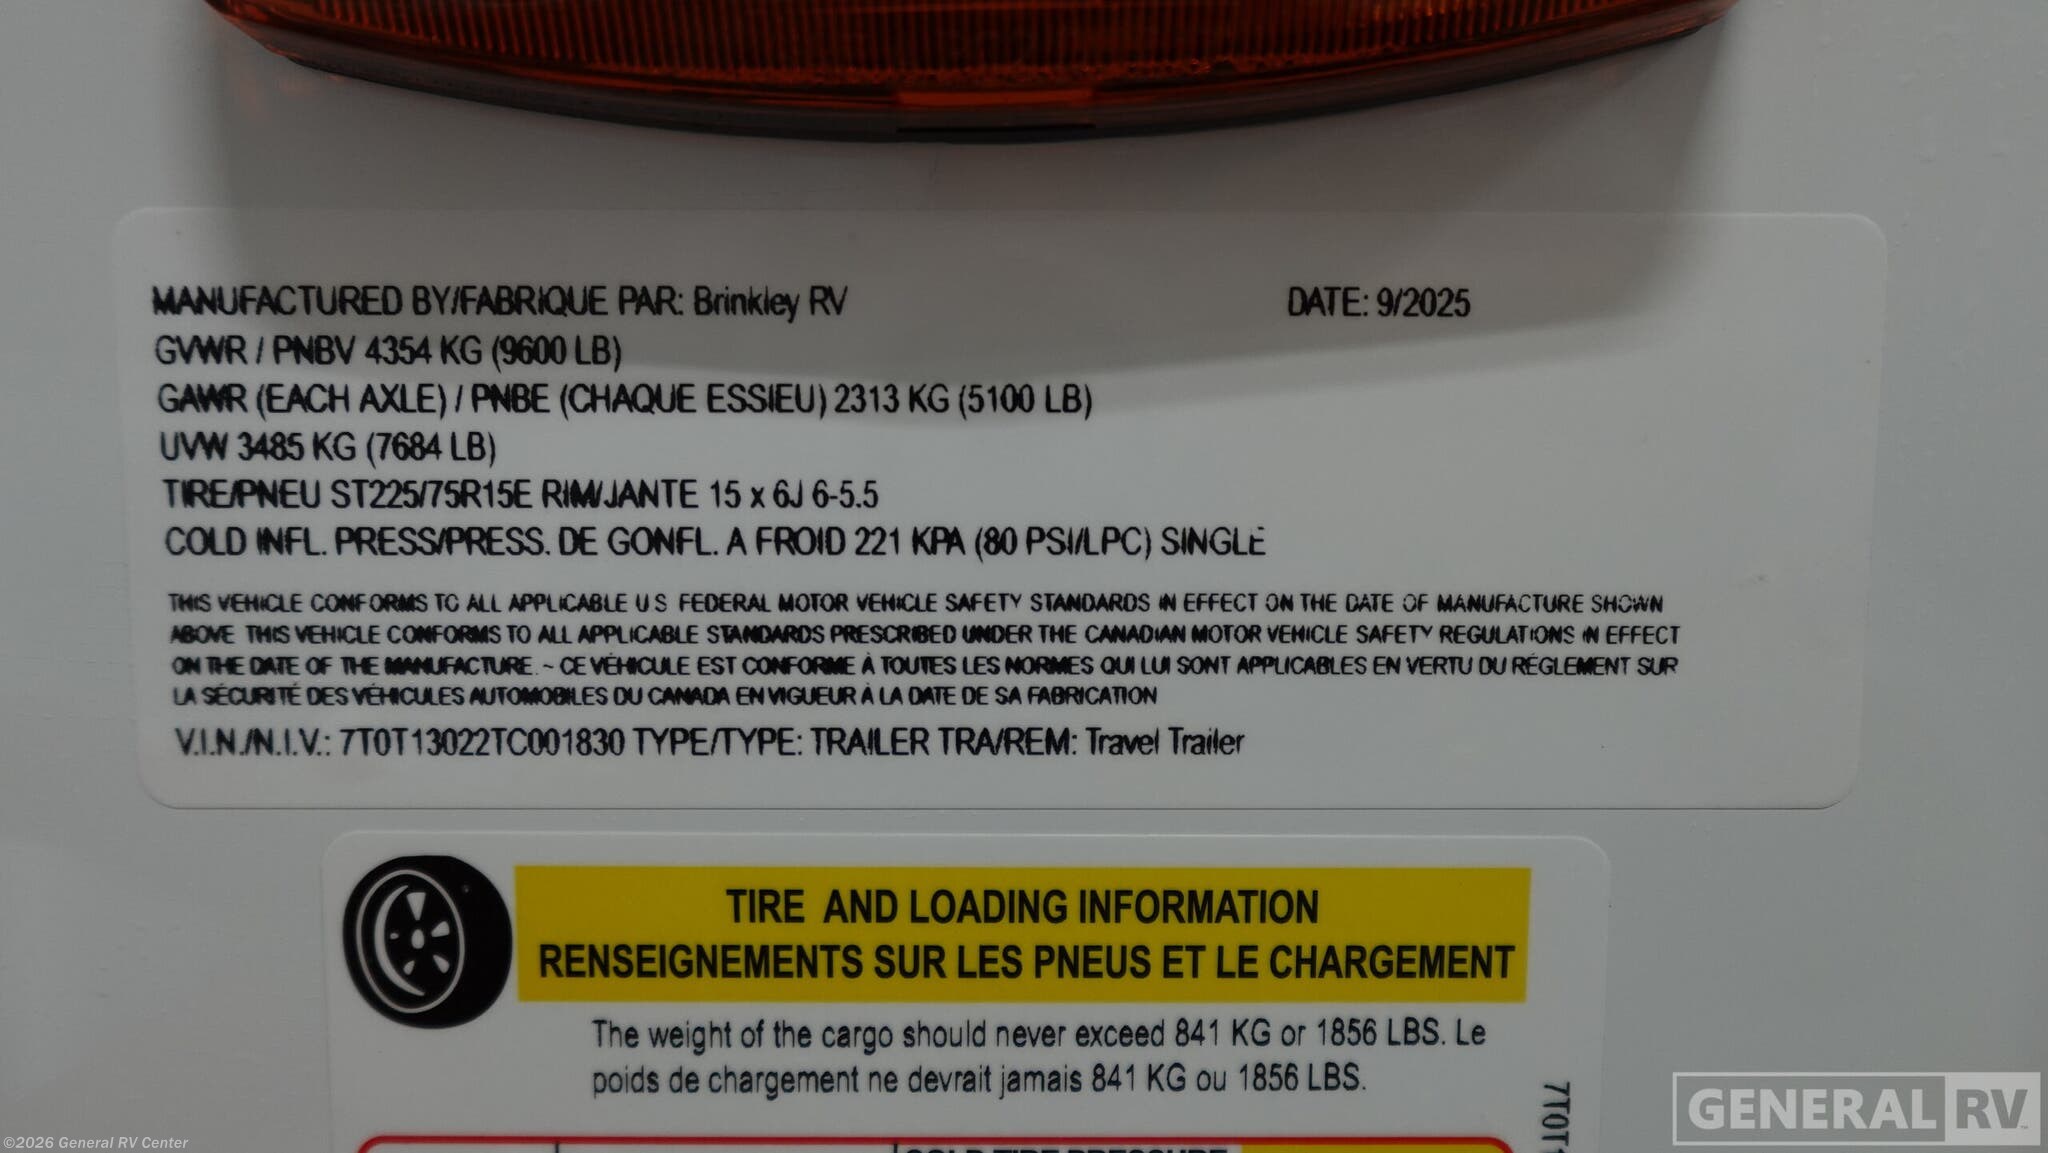 MANUFACTURED BY/FABRIQUE PAR: Brinkley RV DATE: 9/2025
GVWR / PNBV 4354 KG (9600 LB)
GAWR (EACH AXLE) / PNBE (CHAQUE ESSIEU) 2313 KG (5100 LB)
UVW 3485 KG (7684 LB)
TIRE/PNEU ST225/75R15E RIM/JANTE 15 x 6J 6-5.5
COLD INFL. PRESS/PRESS. DE GONFL. A FROID 221 KPA (80 PSI/LPC) SINGLE
THIS VEHICLE CONFORMS TO ALL APPLICABLE U S FEDERAL MOTOR VEHICLE SAFETY STANDARDS IN EFFECT ON THE DATE OF MANUFACTURE SHOWN
ABOVE THIS VEHICLE CONFORMS TO ALL APPLICABLE STANDARDS PRESCRIBED UNDER THE CANADIAN MOTOR VEHICLE SAFETY REGULATIONS IN EFFECT
ON THE DATE OF THE MANUFACTURE. ~ CE VÉHICULE EST CONFORME À TOUTES LES NORMES QUI LUI SONT APPLICABLES EN VERTU DU RÉGLEMENT SUR
LA SÉCURITÉ DES VÉHICULES AUTOMOBILES DU CANADA EN VIGUEUR À LA DATE DE SA FABRICATION
V.I.N./N.I.V.: 7T0T13022TC001830 TYPE/TYPE: TRAILER TRA/REM: Travel Trailer
TIRE AND LOADING INFORMATION
RENSEIGNEMENTS SUR LES PNEUS ET LE CHARGEMENT
The weight of the cargo should never exceed 841 KG or 1856 LBS. Le
poids de chargement ne devrait jamais 841 KG ou 1856 LBS.
7T0T
COLD TIRE PRESSURE
GENERAL RV
©2026 General RV Center